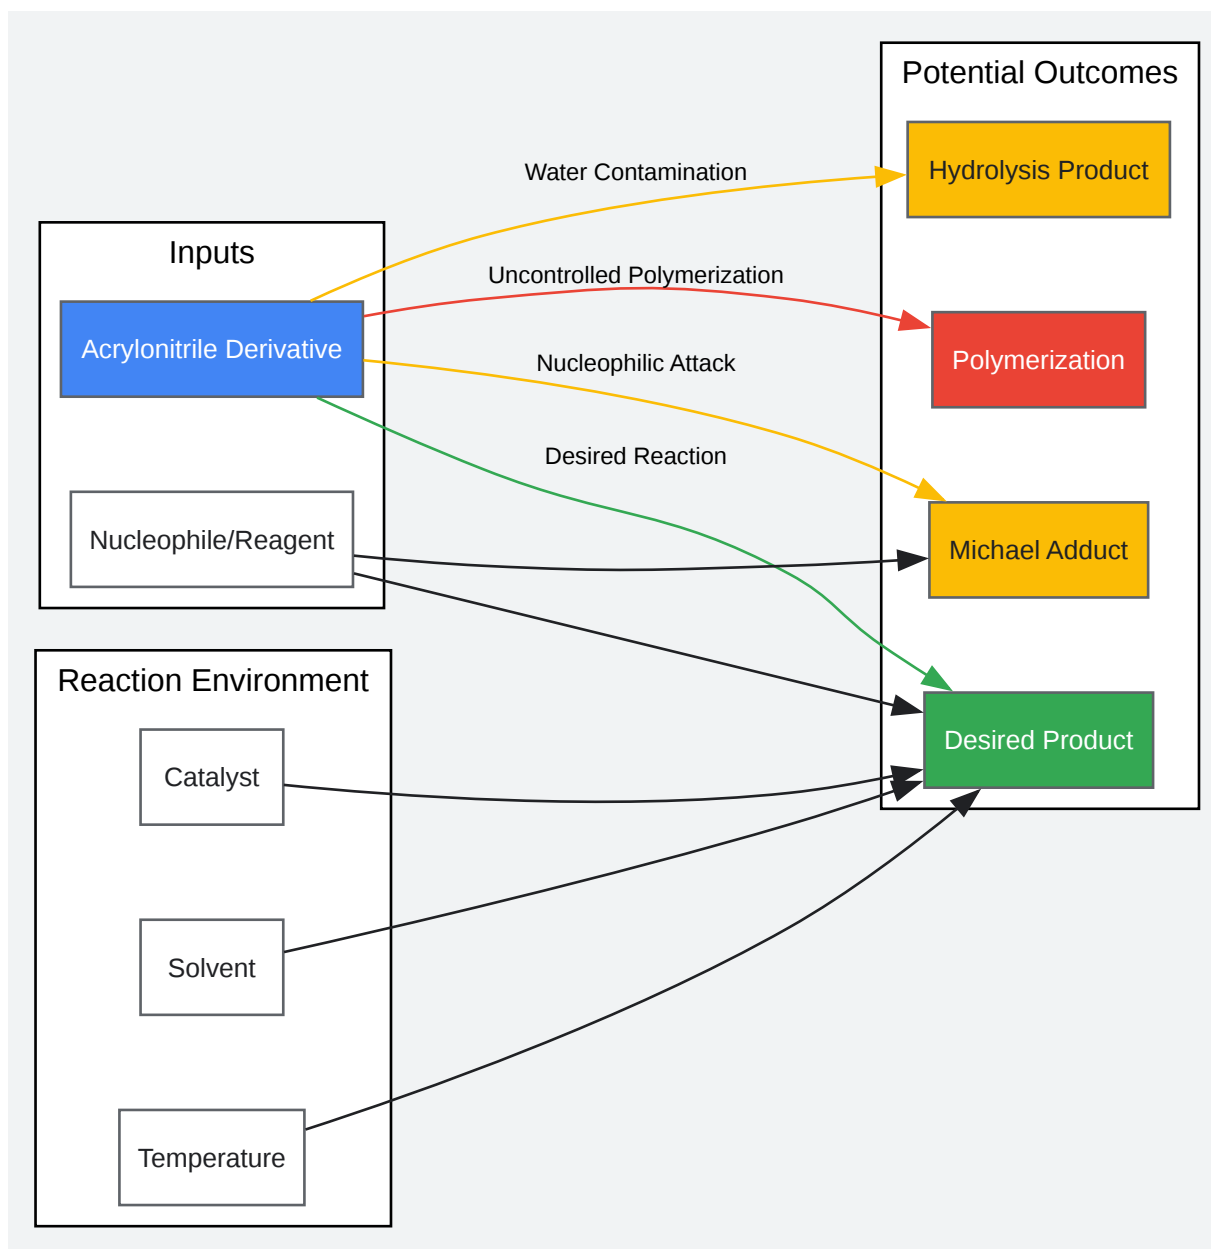 Potential Outcomes
Hydrolysis Product
Water Contamination
Inputs
Uncontrolled Polymerization
Acrylonitrile Derivative
Polymerization
Nucleophilic Attack
Desired Reaction
Nucleophile/Reagent
Michael Adduct
Reaction Environment
Desired Product
Catalyst
Solvent
Temperature